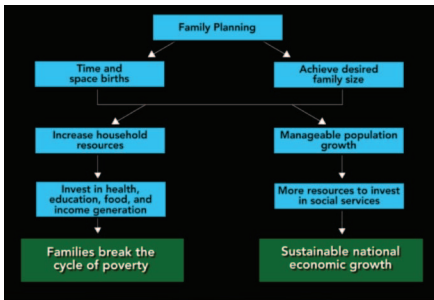 Family Planning
Time and
space births
Achieve desired
family size
Increase household
resources
Manageable population
growth
Invest in health,
education, food, and
income generation
More resources to invest
in social services
Families break the
cycle of poverty
Sustainable national
economic growth